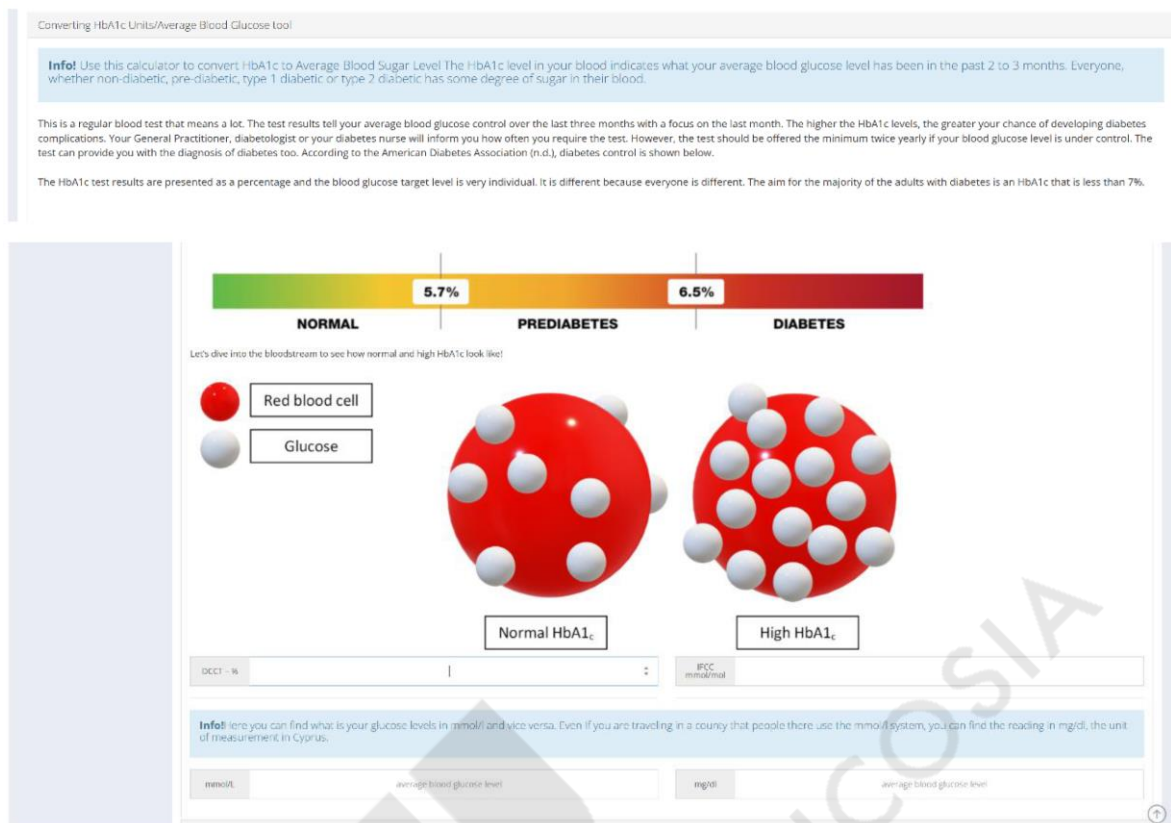 Converting HbA1c Units/Average Blood Glucose tool
Info! Use this calculator to convert HbA1c to Average Blood Sugar Level The HbA1c level in your blood indicates what your average blood glucose level has been in the past 2 to 3 months. Everyone,
whether non-diabetic, pre-diabetic, type 1 diabetic or type 2 diabetic has some degree of sugar in their blood.
This is a regular blood test that means a lot. The test results tell your average blood glucose control over the last three months with a focus on the last month. The higher the HbA1c levels, the greater your chance of developing diabetes
complications. Your General Practitioner, diabetologist or your diabetes nurse will inform you how often you require the test. However, the test should be offered the minimum twice yearly if your blood glucose level is under control. The
test can provide you with the diagnosis of diabetes too. According to the American Diabetes Association (n.d.), diabetes control is shown below.
The HbA1c test results are presented as a percentage and the blood glucose target level is very individual. It is different because everyone is different. The aim for the majority of the adults with diabetes is an HbA1c that is less than 7%.
5.7% 6.5%
NORMAL PREDIABETES DIABETES
Let's dive into the bloodstream to see how normal and high HbA1c look like!
Red blood cell
Glucose
Normal HbA1c High HbA1c
DCCT - % IFCC
mmol/mol
Info! Here you can find what is your glucose levels in mmol/l and vice versa. Even if you are traveling in a county that people there use the mmol/l system, you can find the reading in mg/dl, the unit
of measurement in Cyprus.
mmol/L average blood glucose level mg/dl average blood glucose level
ICOSIA